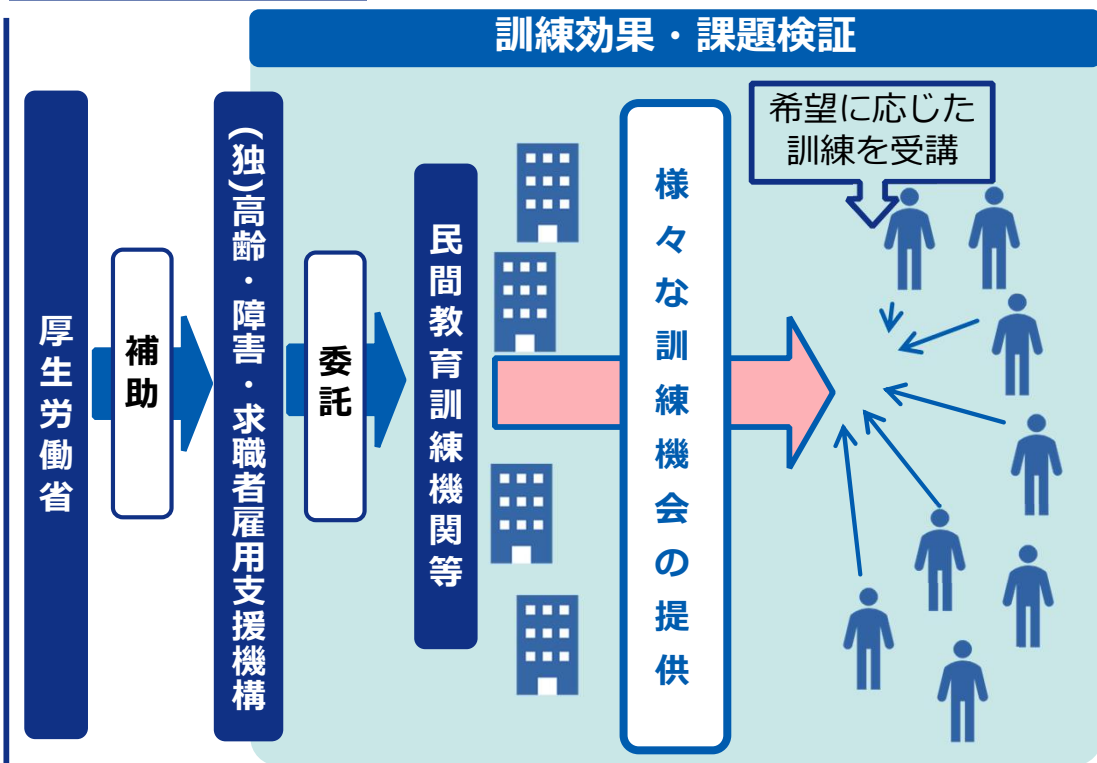 訓練効果・課題検証
厚生労働省
補助
(独)高齢・障害・求職者雇用支援機構
委託
民間教育訓練機関等
様々な訓練機会の提供
希望に応じた
訓練を受講